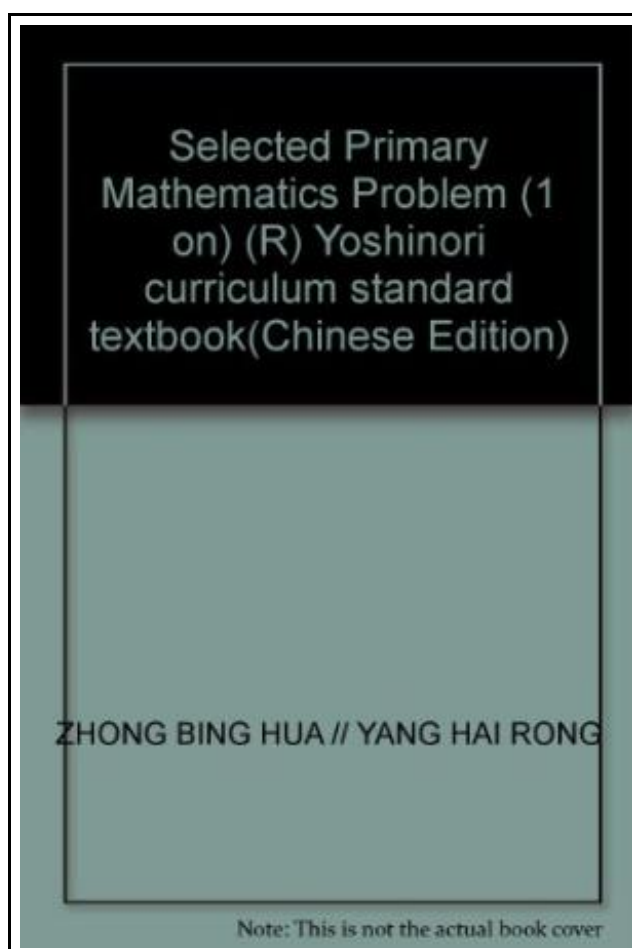 Selected Primary
Mathematics Problem (1
on) (R) Yoshinori
curriculum standard
textbook(Chinese Edition)
ZHONG BING HUA // YANG HAI RONG
Note: This is not the actual book cover